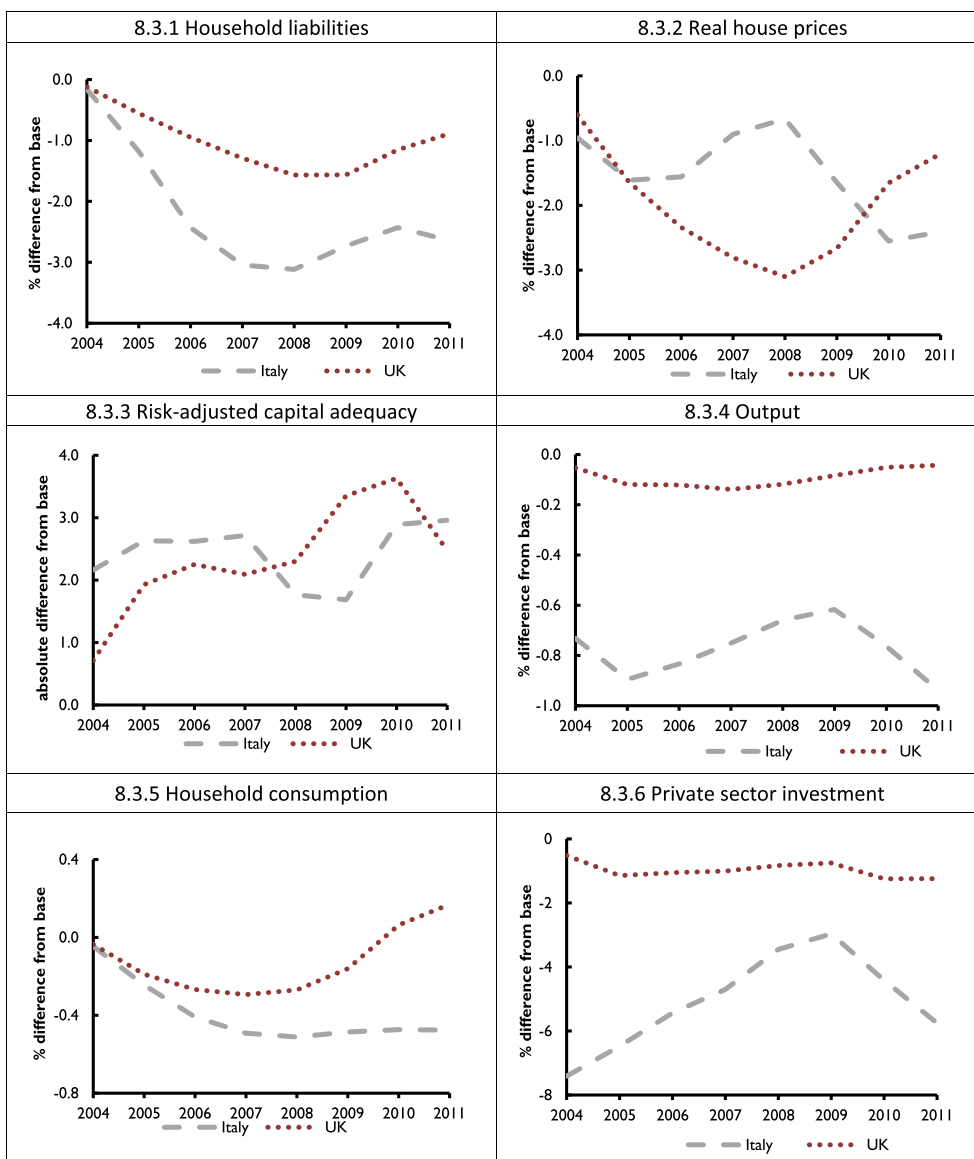 8.3.1 Household liabilities
% difference from base
0.0
-1.0
-2.0
-3.0
-4.0
2004 2005 2006 2007 2008 2009 2010 2011
Italy UK
8.3.2 Real house prices
% difference from base
0.0
-1.0
-2.0
-3.0
-4.0
2004 2005 2006 2007 2008 2009 2010 2011
Italy UK
8.3.3 Risk-adjusted capital adequacy
absolute difference from base
4.0
3.0
2.0
1.0
0.0
2004 2005 2006 2007 2008 2009 2010 2011
Italy UK
8.3.4 Output
% difference from base
0.0
-0.2
-0.4
-0.6
-0.8
-1.0
2004 2005 2006 2007 2008 2009 2010 2011
Italy UK
8.3.5 Household consumption
% difference from base
0.4
0.0
-0.4
-0.8
2004 2005 2006 2007 2008 2009 2010 2011
Italy UK
8.3.6 Private sector investment
% difference from base
0
-2
-4
-6
-8
2004 2005 2006 2007 2008 2009 2010 2011
Italy UK